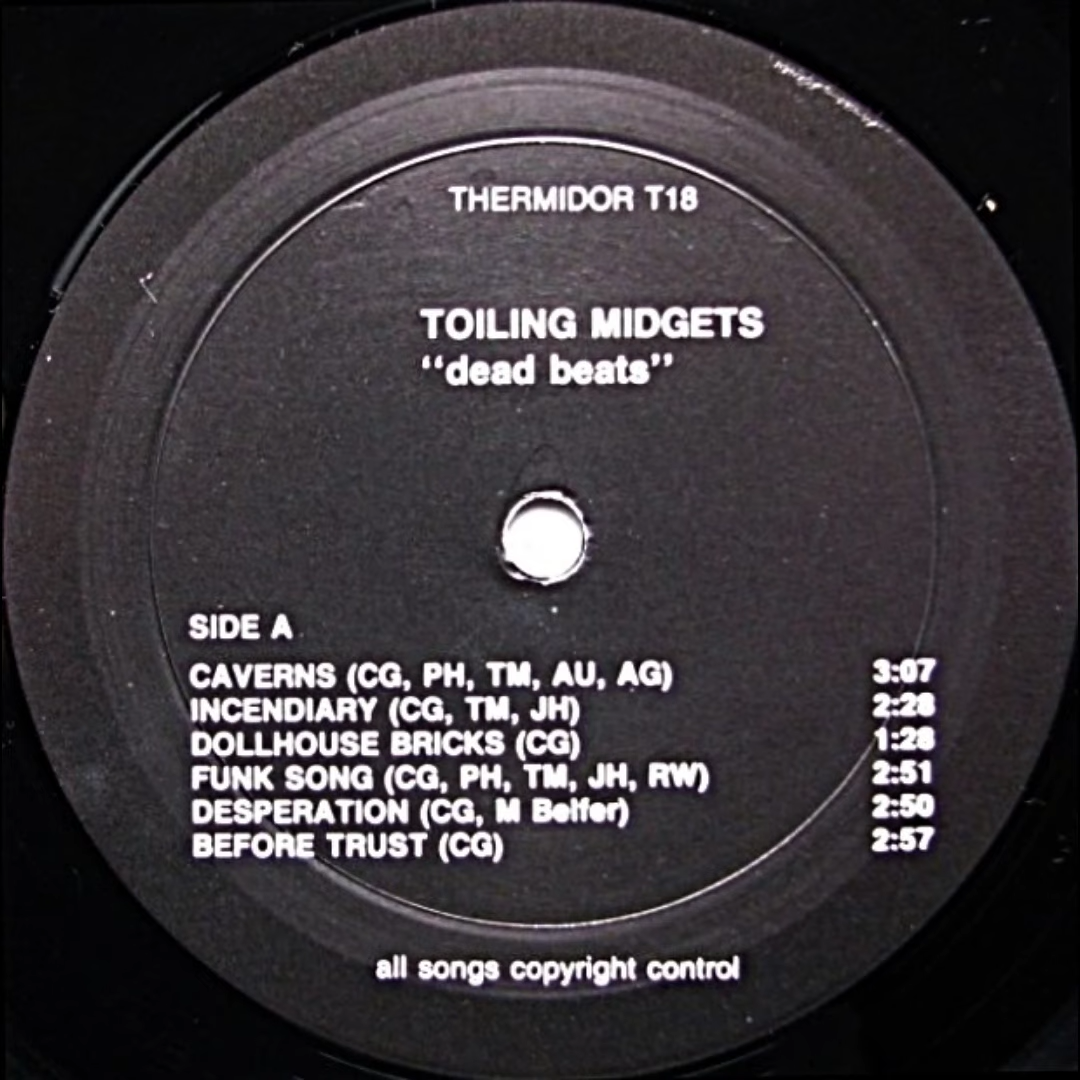 THERMIDOR T18
TOILING MIDGETS
“dead beats”
SIDE A
CAVERNS (CG, PH, TM, AU, AG) 3:07
INCENDIARY (CG, TM, JH) 2:28
DOLLHOUSE BRICKS (CG) 1:28
FUNK SONG (CG, PH, TM, JH, RW) 2:51
DESPERATION (CG, M Belfer) 2:50
BEFORE TRUST (CG) 2:57
all songs copyright control